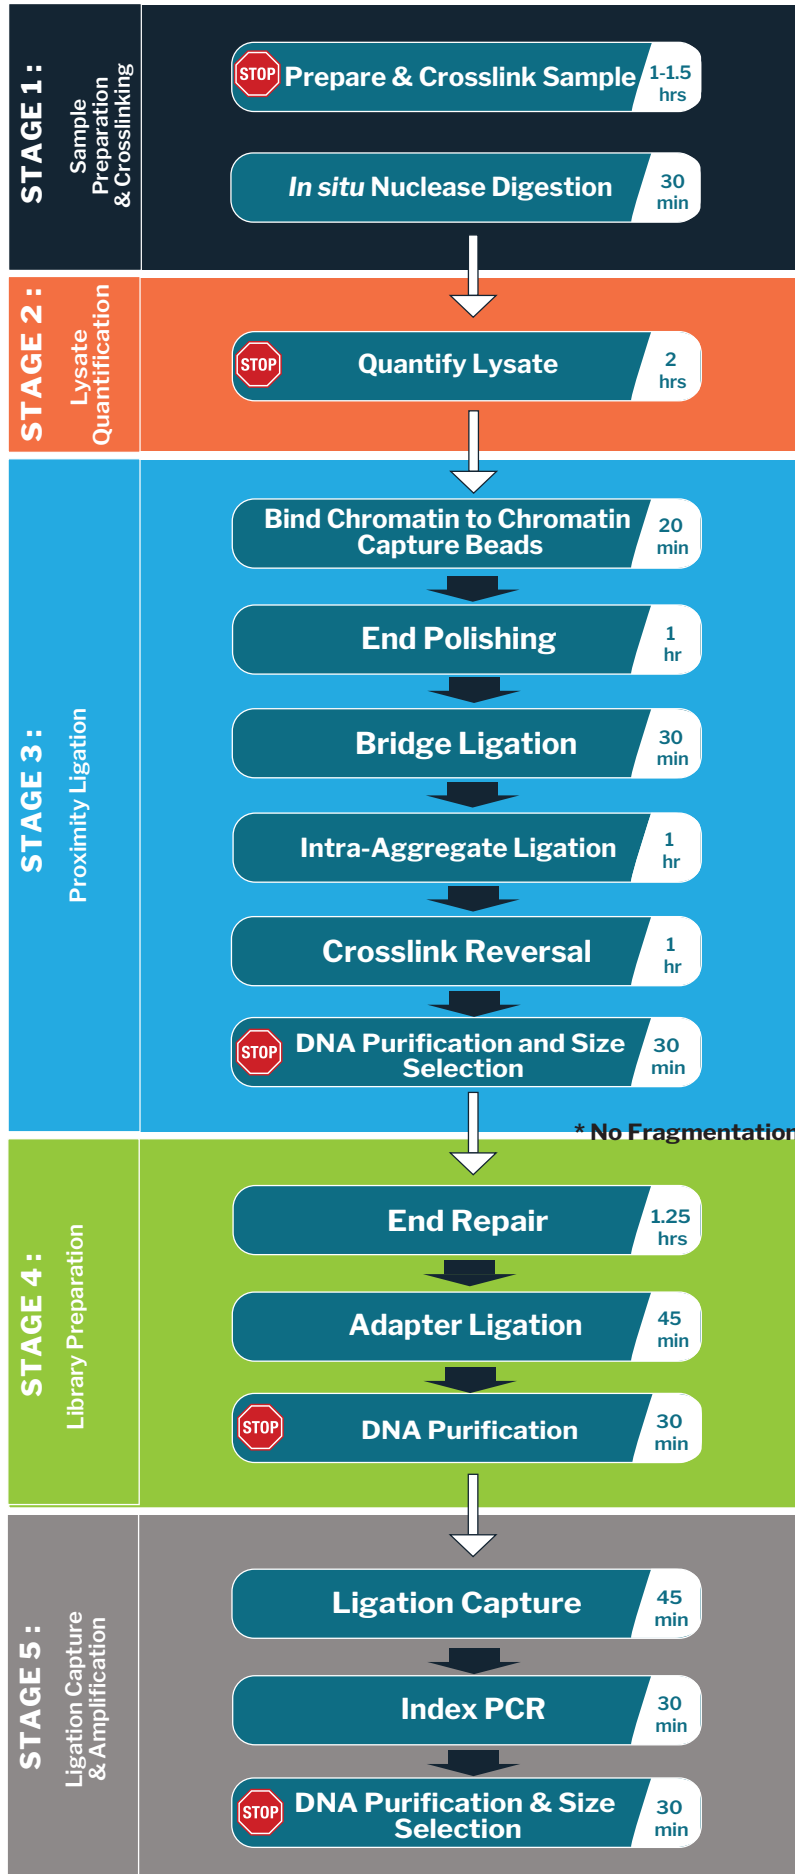 STAGE 1 :
Sample
Preparation
& Crosslinking
STOP
Prepare & Crosslink Sample
1-1.5
hrs
In situ Nuclease Digestion
30
min
STAGE 2 :
Lysate
Quantification
STOP
Quantify Lysate
2
hrs
STAGE 3 :
Proximity Ligation
Bind Chromatin to Chromatin
Capture Beads
20
min
End Polishing
1
hr
Bridge Ligation
30
min
Intra-Aggregate Ligation
1
hr
Crosslink Reversal
1
hr
STOP
DNA Purification and Size
Selection
30
min
* No Fragmentation
STAGE 4 :
Library Preparation
End Repair
1.25
hrs
Adapter Ligation
45
min
STOP
DNA Purification
30
min
STAGE 5 :
Ligation Capture
& Amplification
Ligation Capture
45
min
Index PCR
30
min
STOP
DNA Purification & Size
Selection
30
min